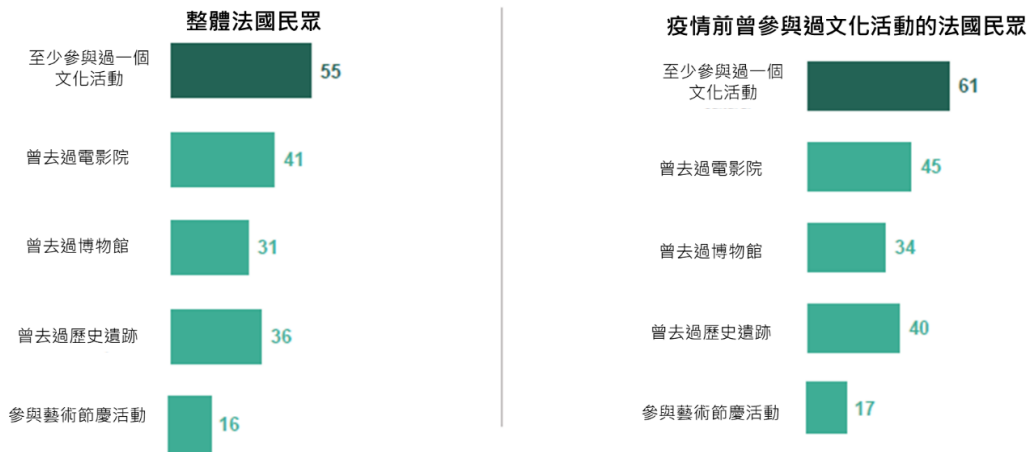 整體法國民眾
至少參與過一個
文化活動
55
曾去過電影院
41
曾去過博物館
31
曾去過歷史遺跡
36
參與藝術節慶活動
16
疫情前曾參與過文化活動的法國民眾
至少參與過一個
文化活動
61
曾去過電影院
45
曾去過博物館
34
曾去過歷史遺跡
40
參與藝術節慶活動
17